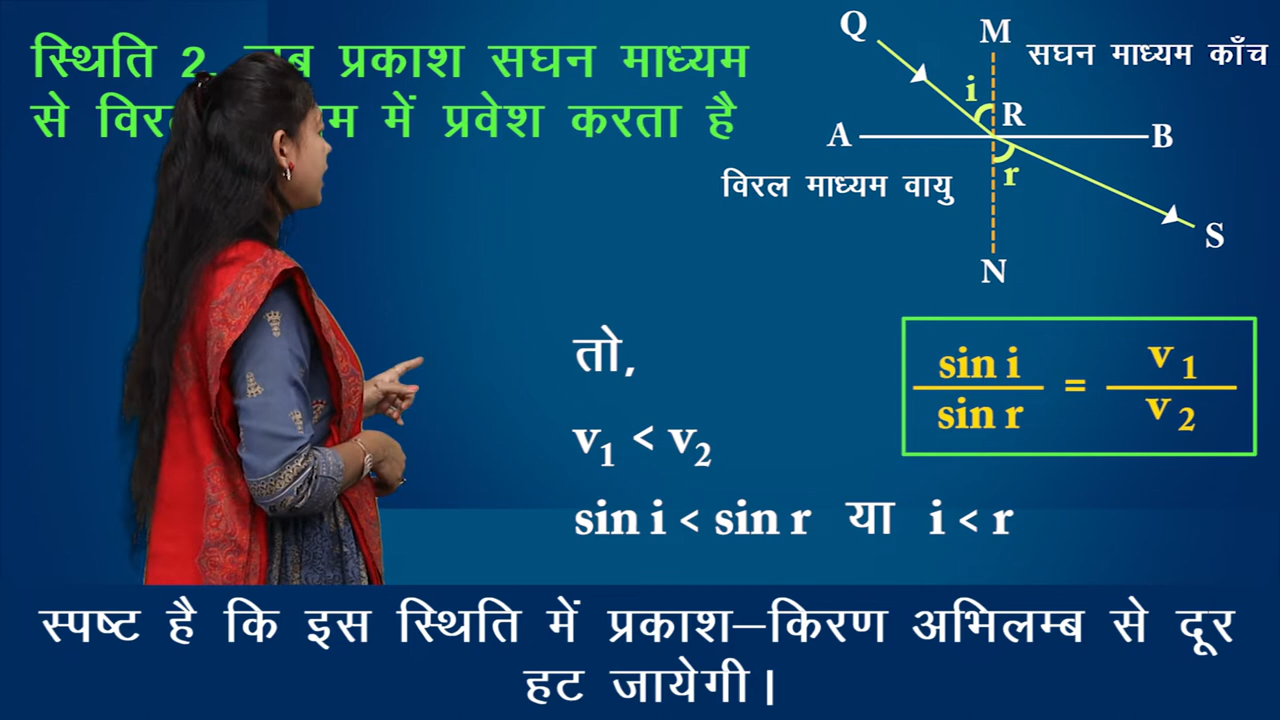 स्थिति 2. प्रकाश सघन माध्यम
से में प्रवेश करता है
Q
M
सघन माध्यम काँच
i
R
A
B
विरल माध्यम वायु
r
S
N
तो,
v₁ < v₂
sin i / sin r = v₁ / v₂
sin i < sin r या i < r
स्पष्ट है कि इस स्थिति में प्रकाश–किरण अभिलम्ब से दूर
हट जायेगी।